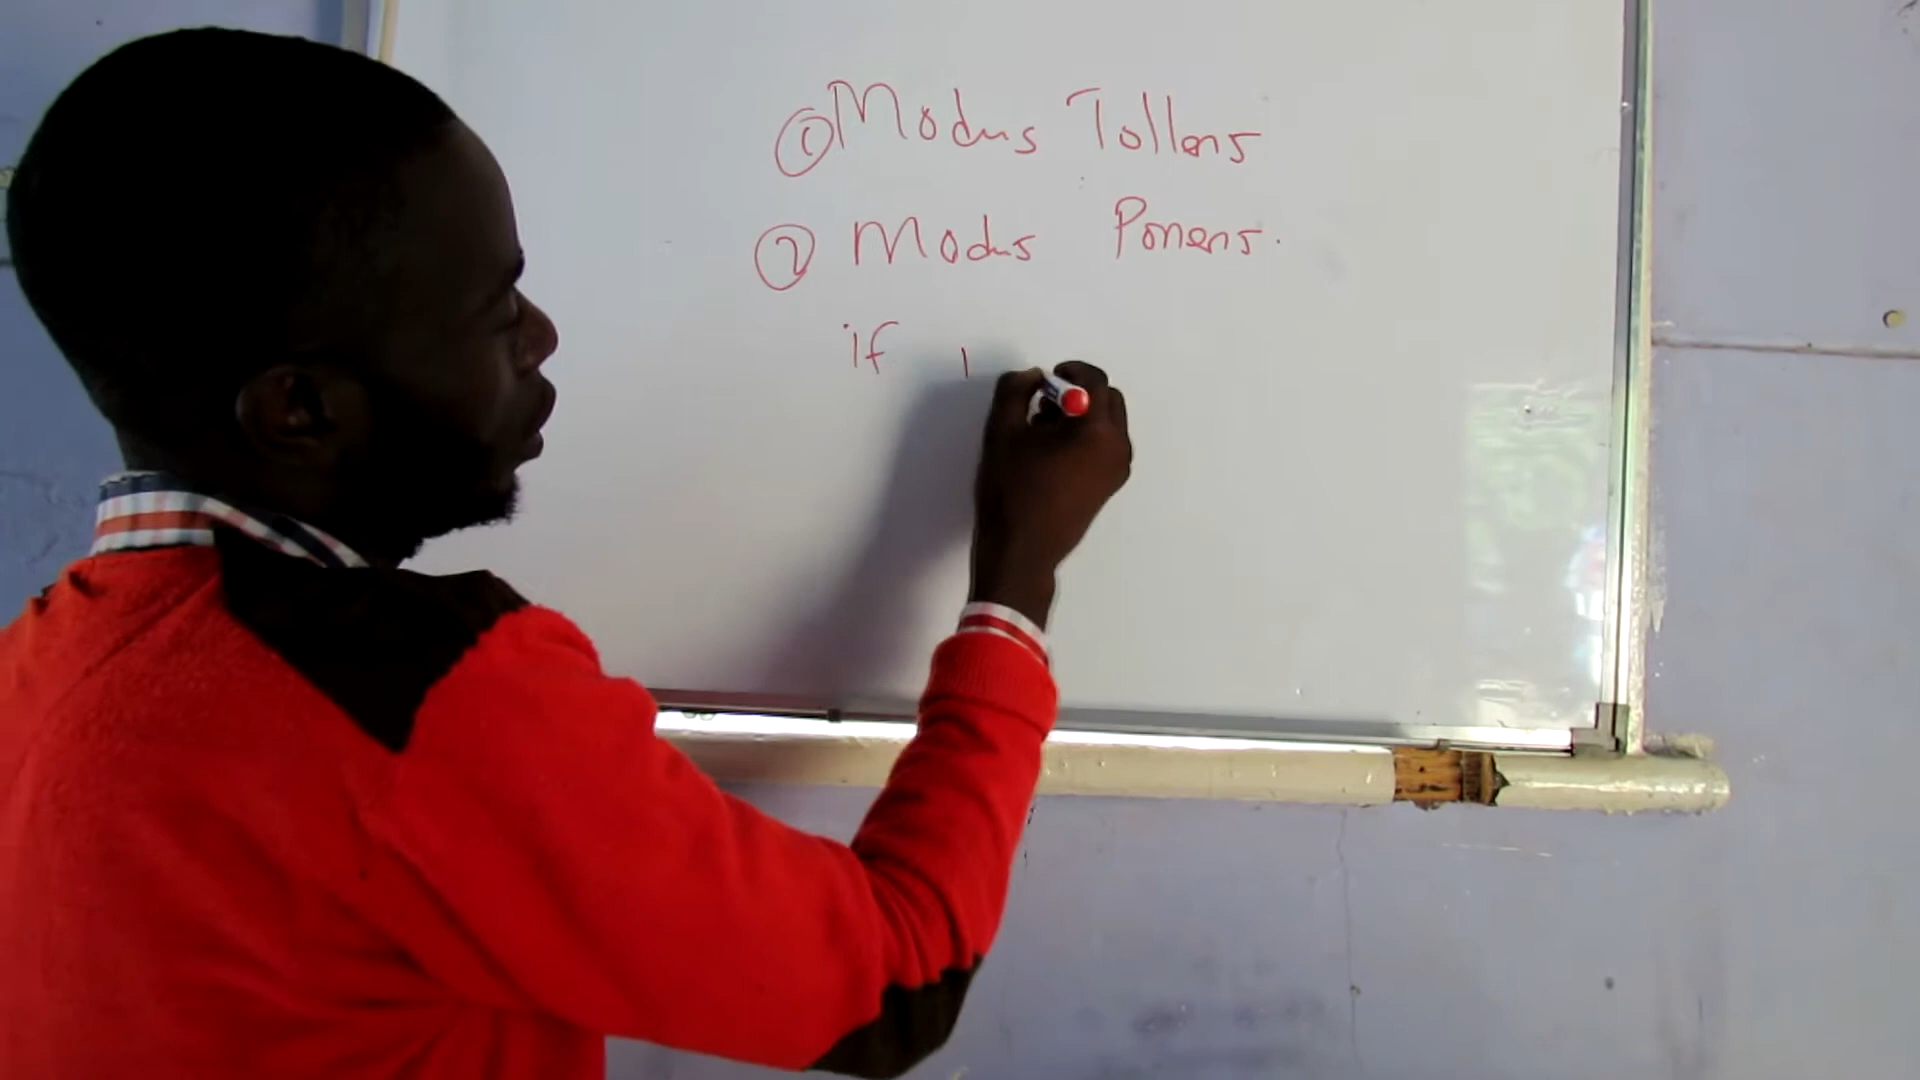 ① Modus Tollens
② Modus Ponens.
if